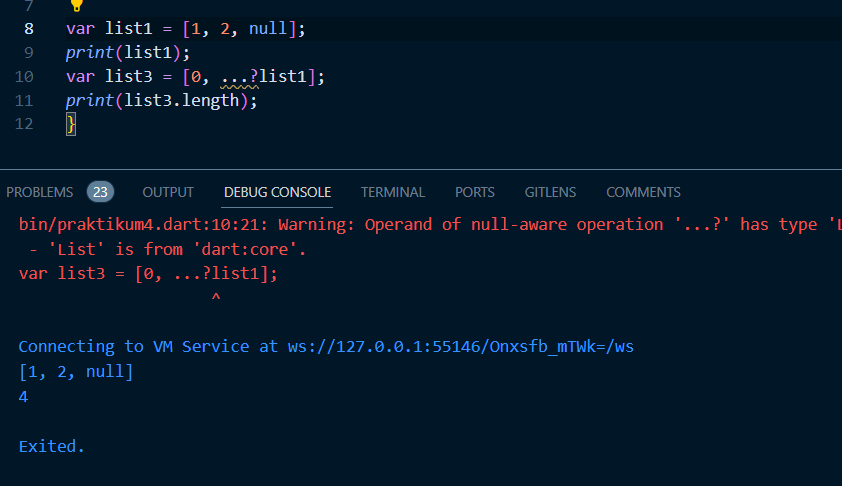 7
8 var list1 = [1, 2, null];
9 print(list1);
10 var list3 = [0, ...?list1];
11 print(list3.length);
12 }
PROBLEMS 23 OUTPUT DEBUG CONSOLE TERMINAL PORTS GITLENS COMMENTS
bin/praktikum4.dart:10:21: Warning: Operand of null-aware operation '...?' has type 'L
- 'List' is from 'dart:core'.
var list3 = [0, ...?list1];
^
Connecting to VM Service at ws://127.0.0.1:55146/Onxsfb_mTWk=/ws
[1, 2, null]
4
Exited.